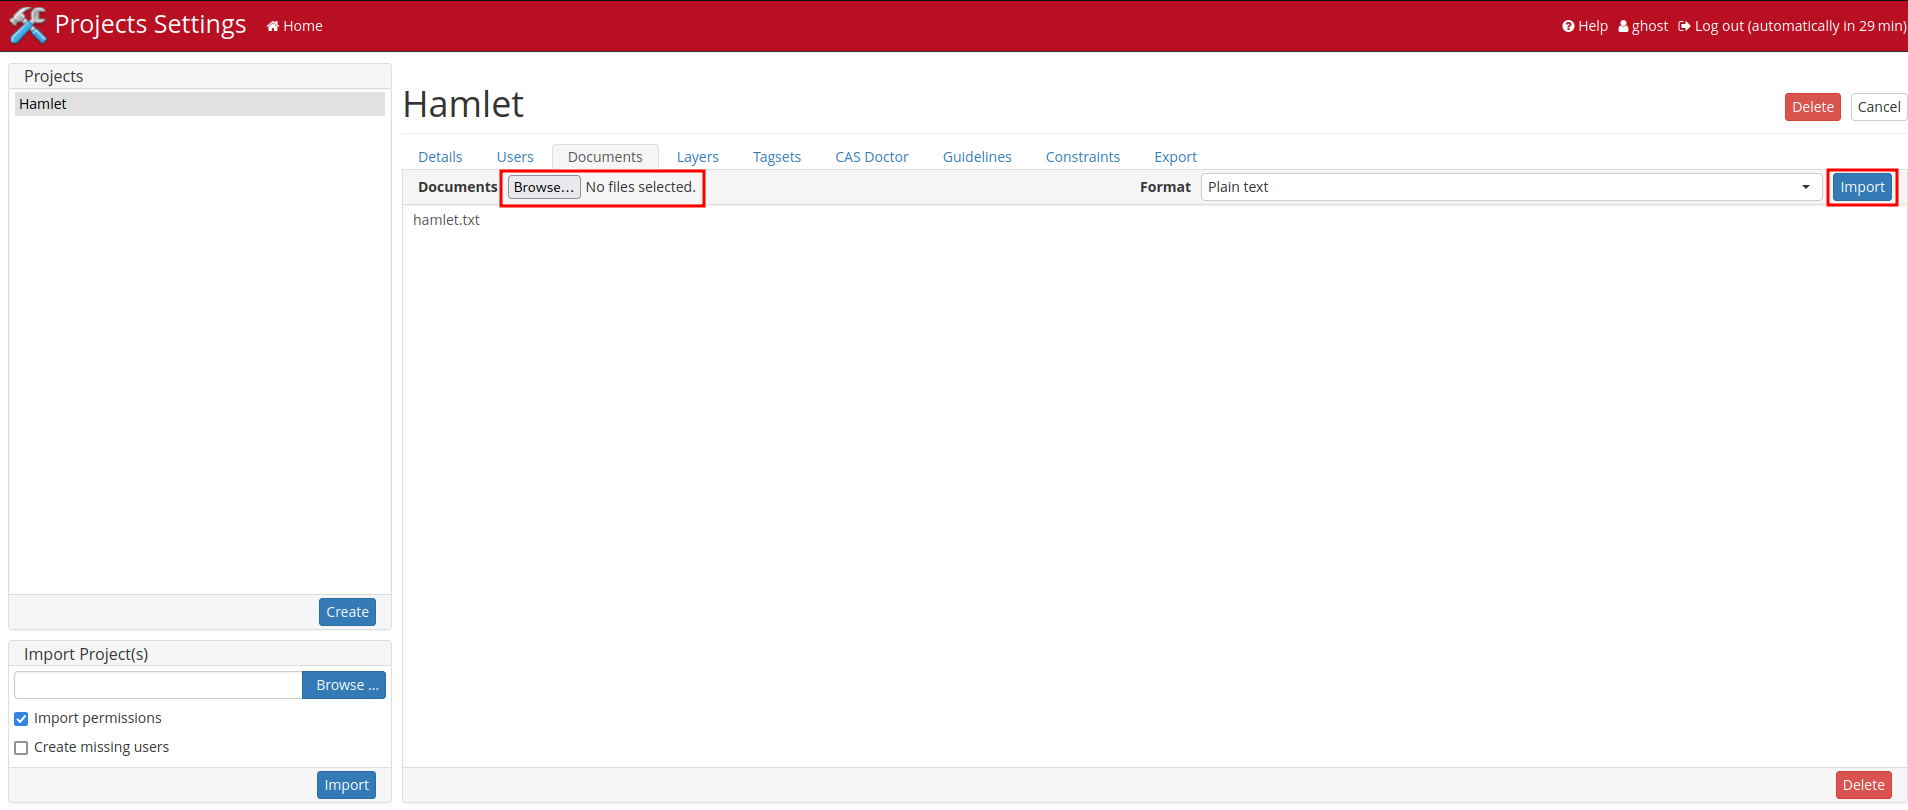 Projects Settings Home Help ghost Log out (automatically in 29 min)
Projects
Hamlet
Create
Import Project(s)
Browse ...
Import permissions
Create missing users
Import
Hamlet Delete Cancel
Details Users Documents Layers Tagsets CAS Doctor Guidelines Constraints Export
Documents Browse... No files selected. Format Plain text Import
hamlet.txt
Delete